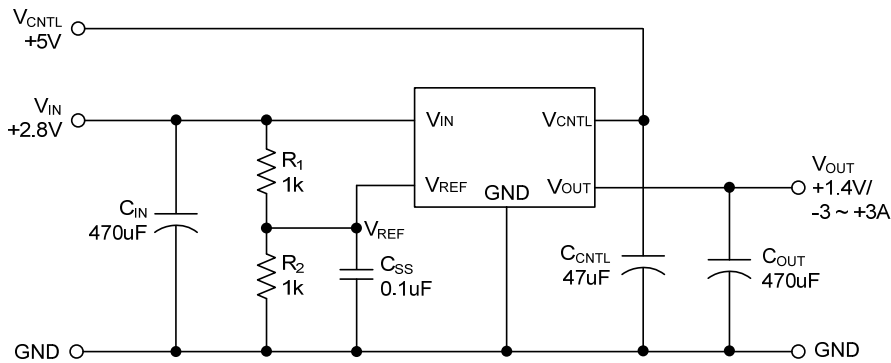 VCNTL
+5V
VIN
+2.8V
VIN
VCNTL
R1
1k
VREF
GND
VOUT
VOUT
+1.4V/
-3 ~ +3A
CIN
470uF
VREF
R2
1k
CSS
0.1uF
CCNTL
47uF
COUT
470uF
GND
GND